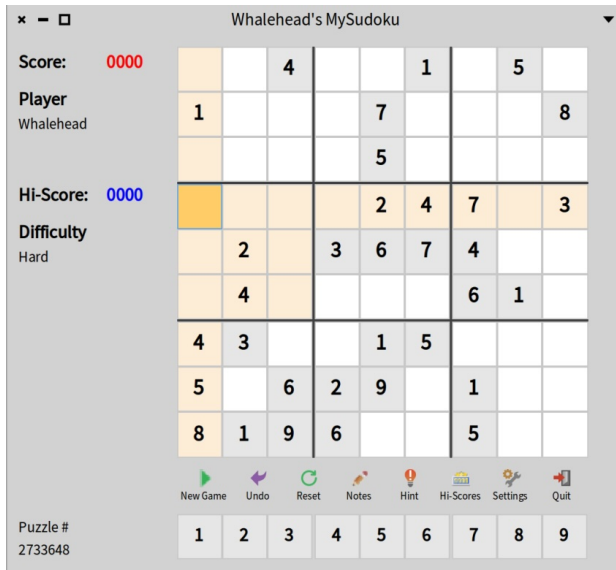 Whalehead's MySudoku
Score: 0000
Player
Whalehead
Hi-Score: 0000
Difficulty
Hard
4 1 5
1 7 8
5
2 4 7 3
2 3 6 7 4
4 6 1
4 3 1 5
5 6 2 9 1
8 1 9 6 5
New Game Undo Reset Notes Hint Hi-Scores Settings Quit
Puzzle #
2733648
1 2 3 4 5 6 7 8 9